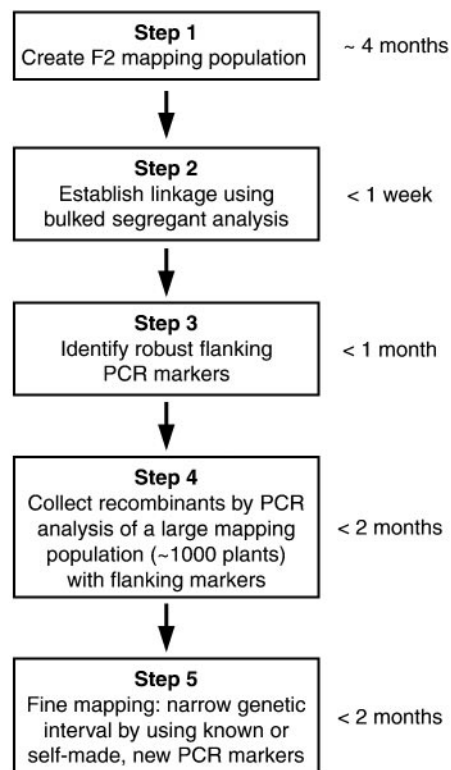 Step 1
Create F2 mapping population
~ 4 months
Step 2
Establish linkage using
bulked segregant analysis
< 1 week
Step 3
Identify robust flanking
PCR markers
< 1 month
Step 4
Collect recombinants by PCR
analysis of a large mapping
population (~1000 plants)
with flanking markers
< 2 months
Step 5
Fine mapping: narrow genetic
interval by using known or
self-made, new PCR markers
< 2 months